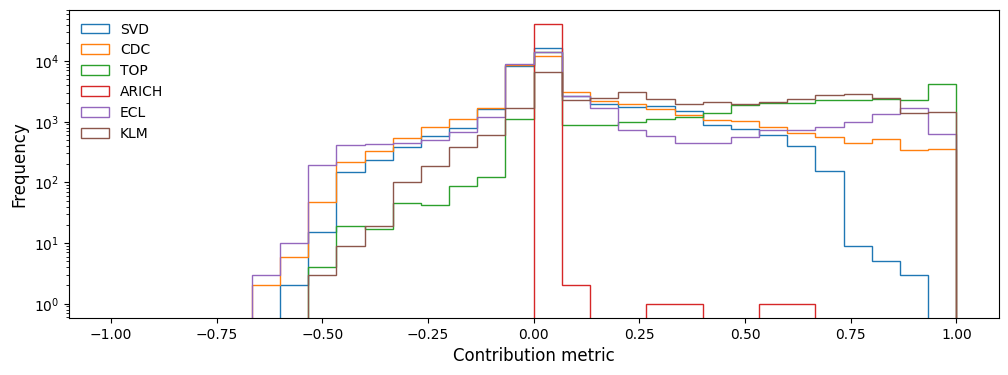 SVD
CDC
TOP
ARICH
ECL
KLM
Frequency
10⁴
10³
10²
10¹
10⁰
−1.00 −0.75 −0.50 −0.25 0.00 0.25 0.50 0.75 1.00
Contribution metric